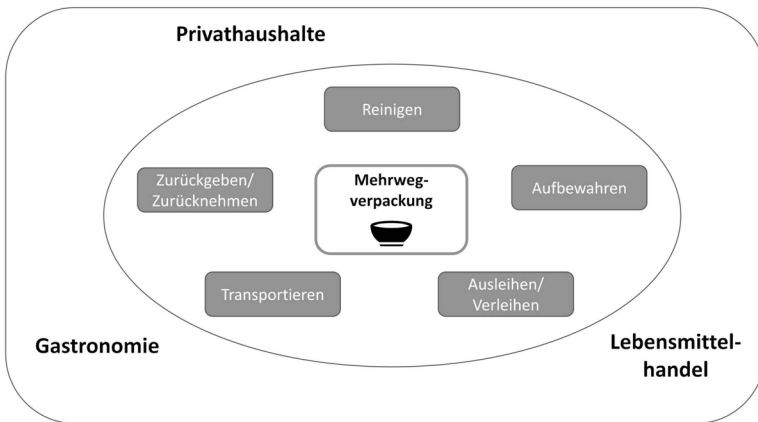 Privathaushalte
Reinigen
Zurückgeben/
Zurücknehmen
Mehrweg-
verpackung
Aufbewahren
Transportieren
Ausleihen/
Verleihen
Gastronomie
Lebensmittel-
handel